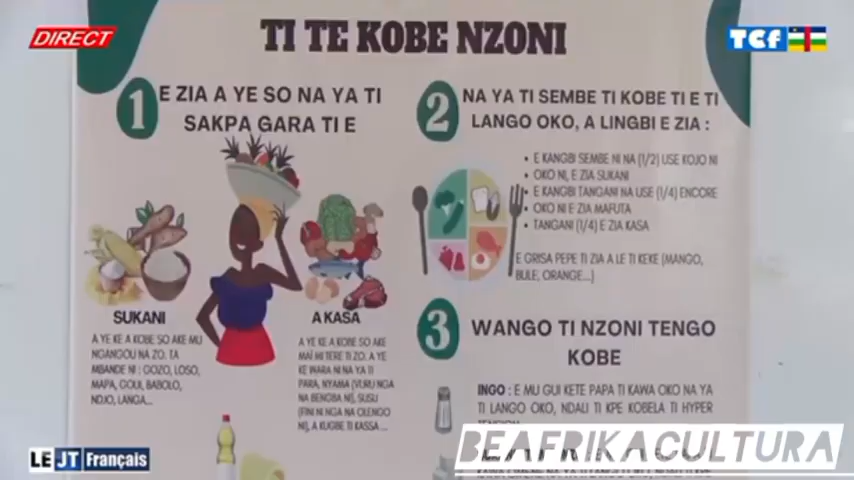 DIRECT
TI TE KOBE NZONI
TCF
1
E ZIA A YE SO NA YA TI
SAKPA GARA TI E
2
NA YA TI SEMBE TI KOBE TI E TI
LANGO OKO, A LINGBI E ZIA :
• E KANGBI SEMBE NI NA (1/2) USE KOJO NI
• OKO NI, E ZIA SUKANI
• E KANGBI TANGANI NA USE (1/4) ENCORE
• OKO NI E ZIA MAFUTA
• TANGANI (1/4) E ZIA KASA
E GRISA PEPE TI ZIA A LE TI KEKE (MANGO,
BULE, ORANGE...)
SUKANI
A YE KE A KOBE SO AKE MU
NGANGOU NA ZO. TA
MBANDE NI : GOZO, LOSO,
MAPA, GOUI, BABOLO,
NDJO, LANGA...
A KASA
A YE KE A KOBE SO AKE
MAÏ MI TERE TI ZO. A YE
KE WARA NI NA YA TI
PARA, NYAMA (VURU NGA
NA BENGBA NI), SUSU
(FINI NI NGA NA OLENGO
NI), A KUGBE TI KASSA ...
3
WANGO TI NZONI TENGO
KOBE
INGO : E MU GUI KETE PAPA TI KAWA OKO NA YA
TI LANGO OKO, NDALI TI KPE KOBELA TI HYPER
LE JT Français
BEAFRIKA CULTURA